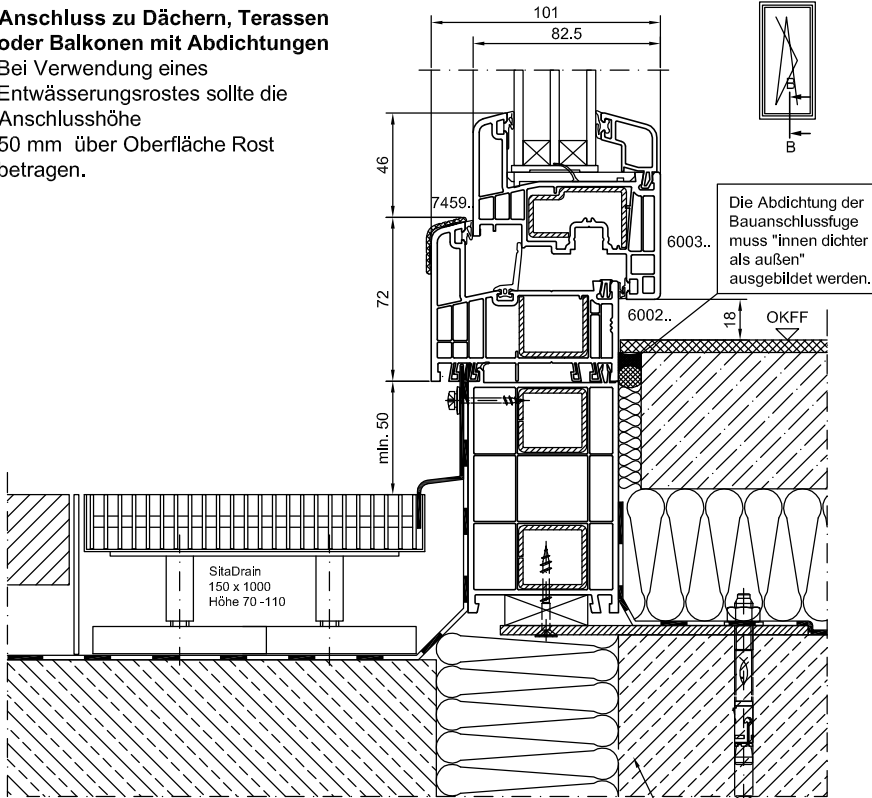 Anschluss zu Dächern, Terassen
oder Balkonen mit Abdichtungen
Bei Verwendung eines
Entwässerungsrostes sollte die
Anschlusshöhe
50 mm über Oberfläche Rost
betragen.
101
82.5
B
B
46
7459..
72
min. 50
6003..
6002..
18
OKFF
Die Abdichtung der
Bauanschlussfuge
muss "innen dichter
als außen"
ausgebildet werden.
SitaDrain
150 x 1000
Höhe 70 -110